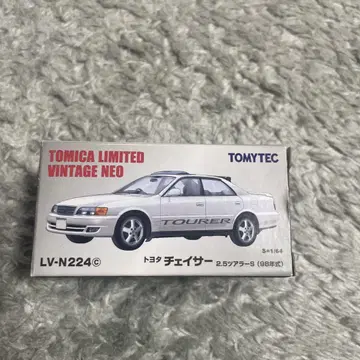 TOMICA LIMITED
VINTAGE NEO
TOMYTEC
TOURER
S=1/64
LV-N224ⓒ
トヨタ チェイサー 2.5ツアラーS (98年式)